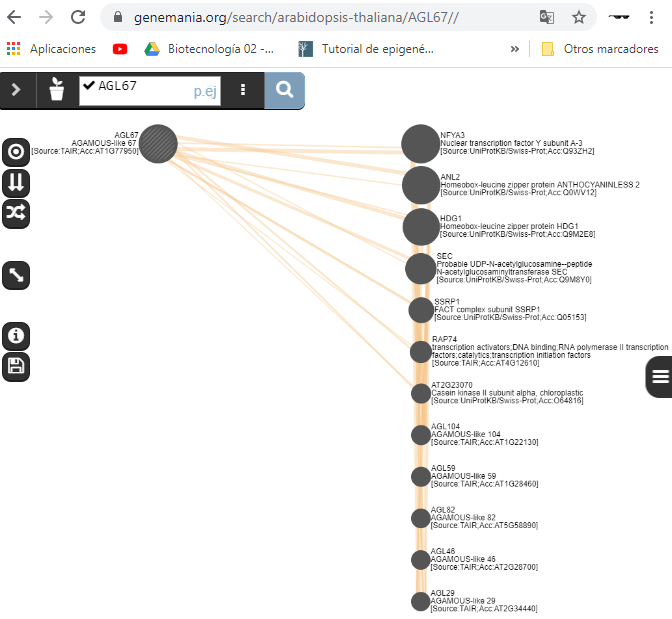 genemania.org/search/arabidopsis-thaliana/AGL67//
Aplicaciones
Biotecnología 02 -...
Tutorial de epigené...
»
Otros marcadores
AGL67
p.ej
AGL67
AGAMOUS-like 67
[Source:TAIR;Acc:AT1G77950]
NFYA3
Nuclear transcription factor Y subunit A-3
[Source:UniProtKB/Swiss-Prot;Acc:Q93ZH2]
ANL2
Homeobox-leucine zipper protein ANTHOCYANINLESS 2
[Source:UniProtKB/Swiss-Prot;Acc:Q0WV12]
HDG1
Homeobox-leucine zipper protein HDG1
[Source:UniProtKB/Swiss-Prot;Acc:Q9M2E8]
SEC
Probable UDP-N-acetylglucosamine--peptide
N-acetylglucosaminyltransferase SEC
[Source:UniProtKB/Swiss-Prot;Acc:Q9M8Y0]
SSRP1
FACT complex subunit SSRP1
[Source:UniProtKB/Swiss-Prot;Acc:Q05153]
RAP74
transcription activators;DNA binding;RNA polymerase II transcription
factors;catalytics;transcription initiation factors
[Source:TAIR;Acc:AT4G12610]
AT2G23070
Casein kinase II subunit alpha, chloroplastic
[Source:UniProtKB/Swiss-Prot;Acc:O64816]
AGL104
AGAMOUS-like 104
[Source:TAIR;Acc:AT1G22130]
AGL59
AGAMOUS-like 59
[Source:TAIR;Acc:AT1G28460]
AGL82
AGAMOUS-like 82
[Source:TAIR;Acc:AT5G58890]
AGL46
AGAMOUS-like 46
[Source:TAIR;Acc:AT2G28700]
AGL29
AGAMOUS-like 29
[Source:TAIR;Acc:AT2G34440]